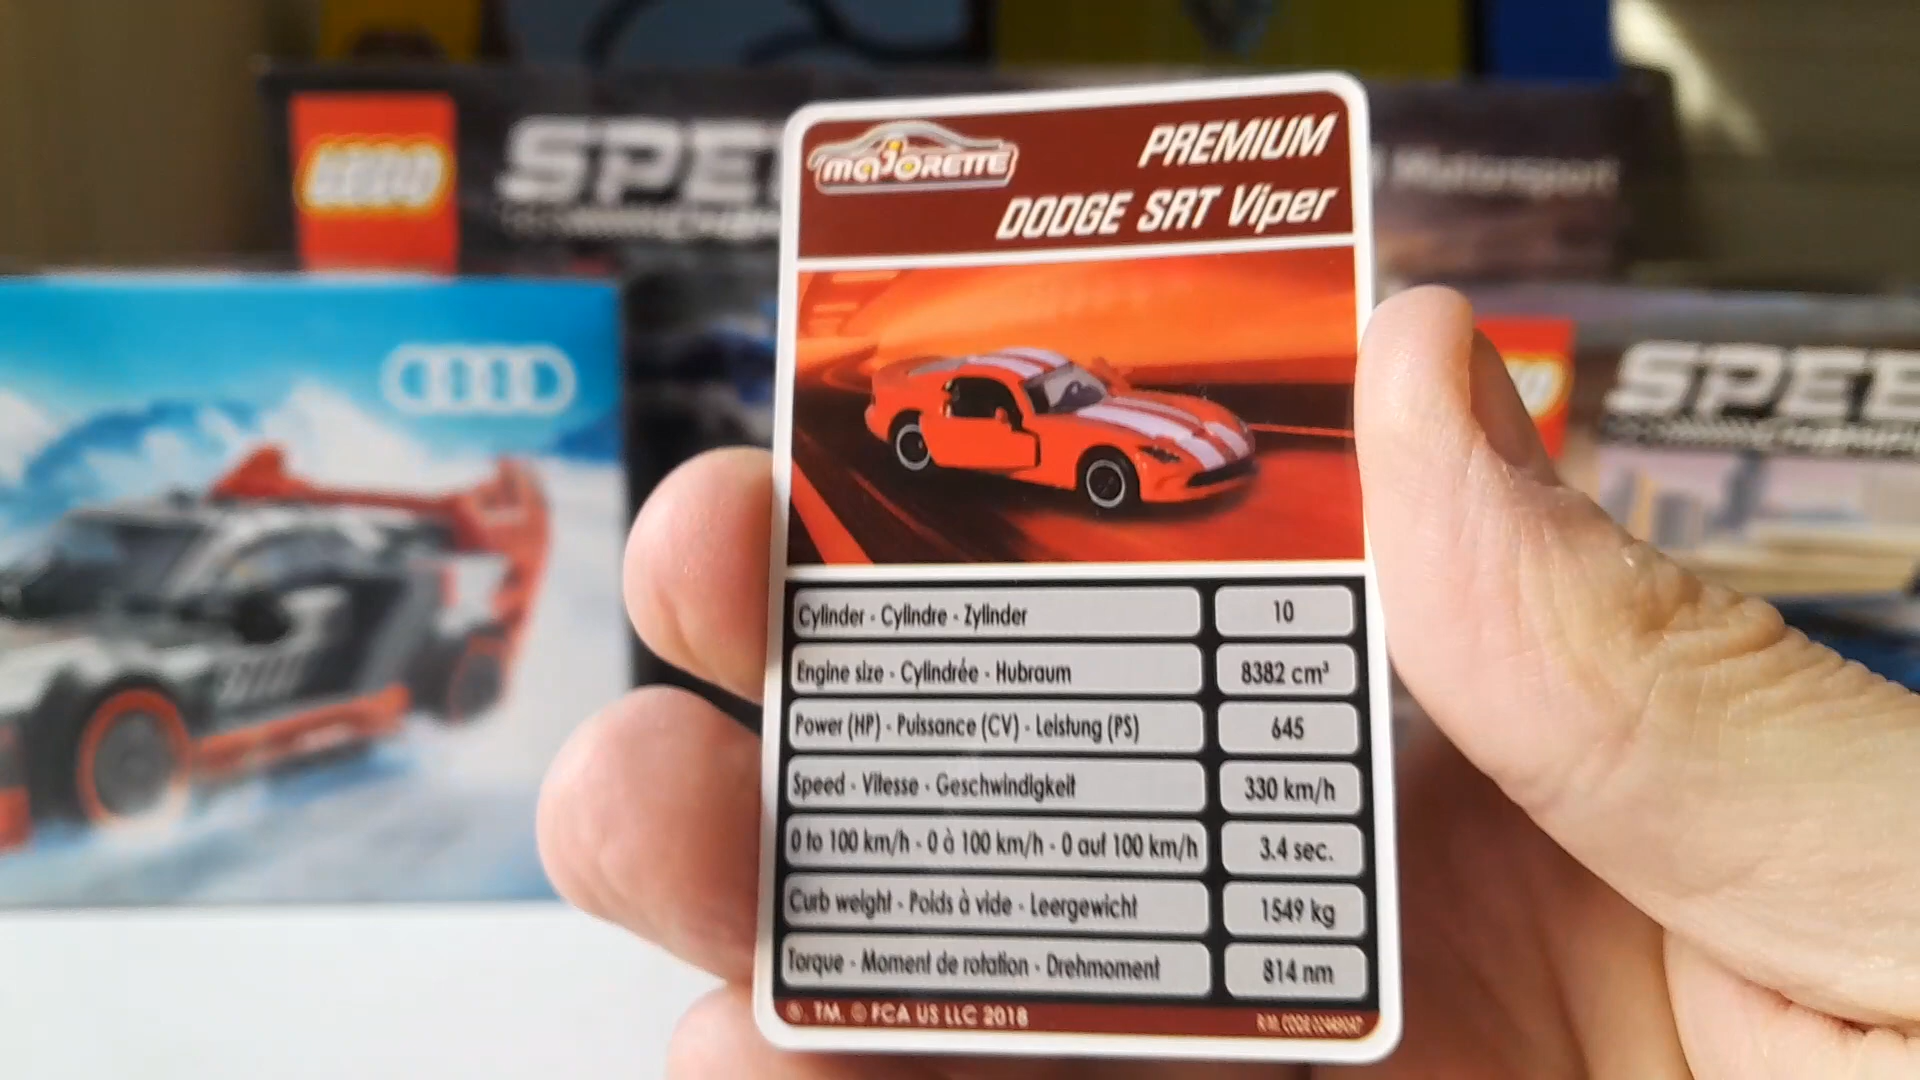 LEGO
SPEE
Motorsport
SPEE
majorette
PREMIUM
DODGE SRT Viper
Cylinder - Cylindre - Zylinder 10
Engine size - Cylindrée - Hubraum 8382 cm³
Power (HP) - Puissance (CV) - Leistung (PS) 645
Speed - Vitesse - Geschwindigkeit 330 km/h
0 to 100 km/h - 0 à 100 km/h - 0 auf 100 km/h 3.4 sec.
Curb weight - Poids à vide - Leergewicht 1549 kg
Torque - Moment de rotation - Drehmoment 814 nm
®, TM, © FCA US LLC 2018